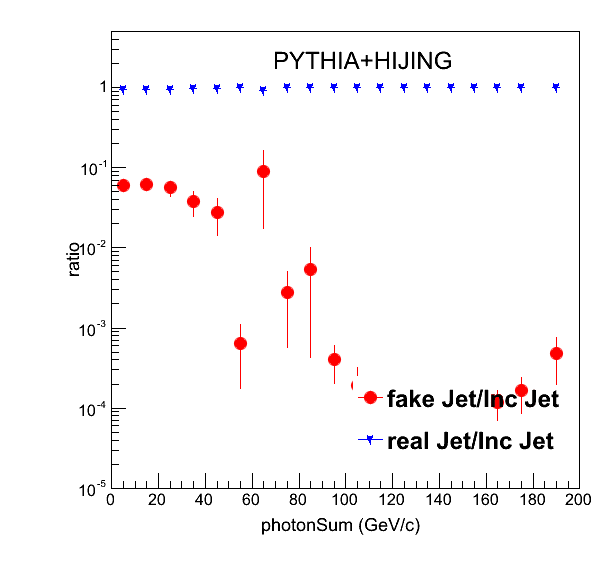 PYTHIA+HIJING
1
10-1
10-2
ratio
10-3
10-4
fake Jet/Inc Jet
real Jet/Inc Jet
10-5
0 20 40 60 80 100 120 140 160 180 200
photonSum (GeV/c)